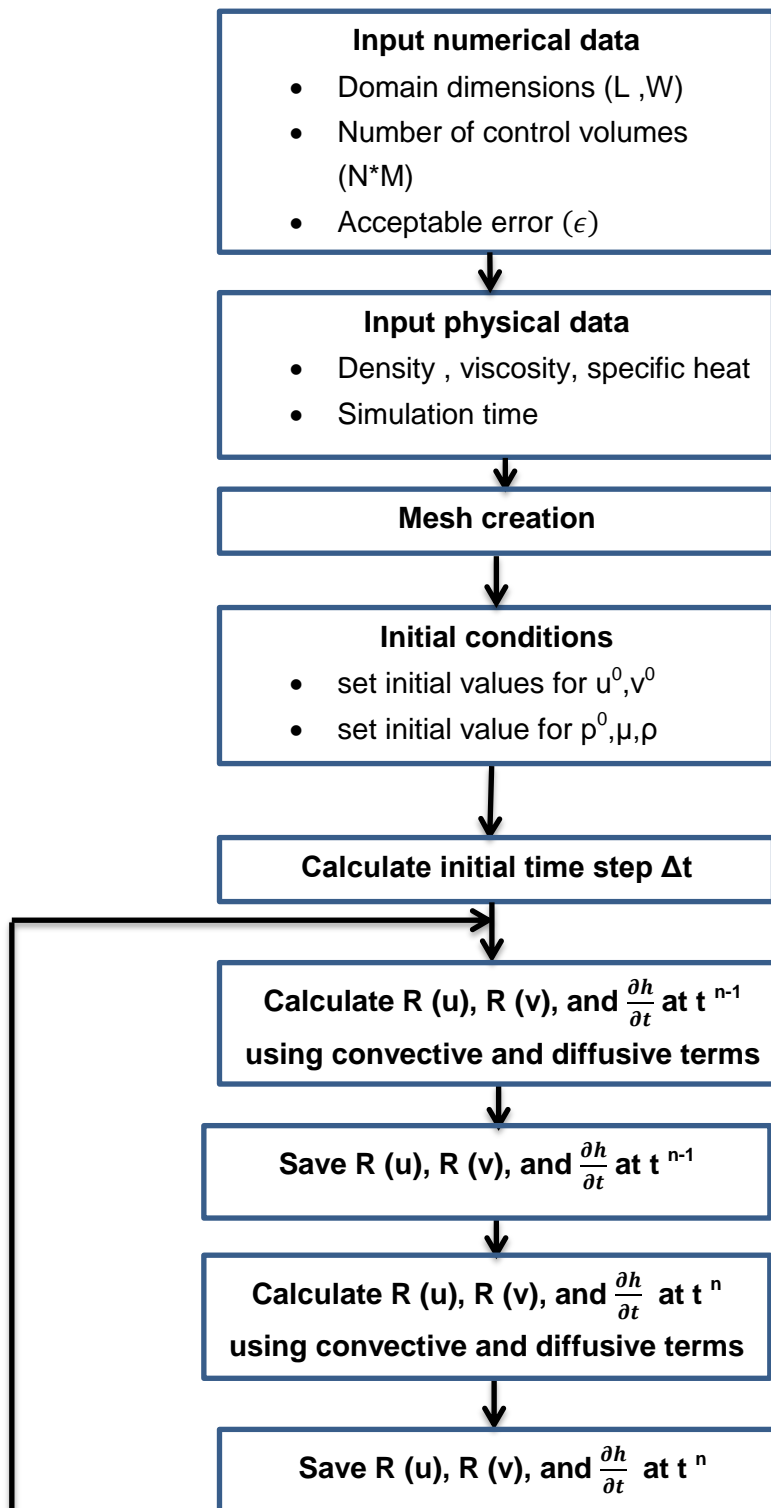 Input numerical data
• Domain dimensions (L ,W)
• Number of control volumes
(N*M)
• Acceptable error (ϵ)
Input physical data
• Density , viscosity, specific heat
• Simulation time
Mesh creation
Initial conditions
• set initial values for u⁰,v⁰
• set initial value for p⁰,µ,ρ
Calculate initial time step Δt
Calculate R (u), R (v), and ∂h/∂t at t ⁿ⁻¹
using convective and diffusive terms
Save R (u), R (v), and ∂h/∂t at t ⁿ⁻¹
Calculate R (u), R (v), and ∂h/∂t at t ⁿ
using convective and diffusive terms
Save R (u), R (v), and ∂h/∂t at t ⁿ